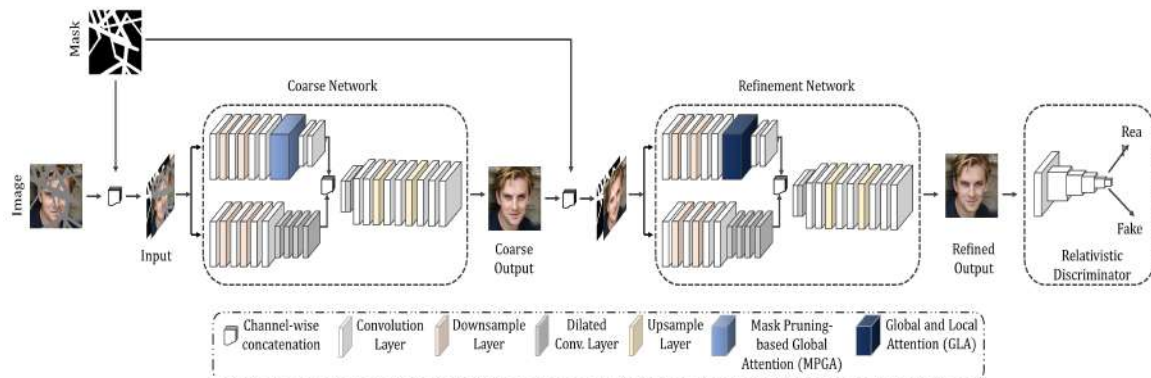 Mask
Coarse Network
Refinement Network
Image
Input
Coarse
Output
Refined
Output
Rea
Fake
Relativistic
Discriminator
Channel-wise
concatenation
Convolution
Layer
Downsample
Layer
Dilated
Conv. Layer
Upsample
Layer
Mask Pruning-
based Global
Attention (MPGA)
Global and Local
Attention (GLA)